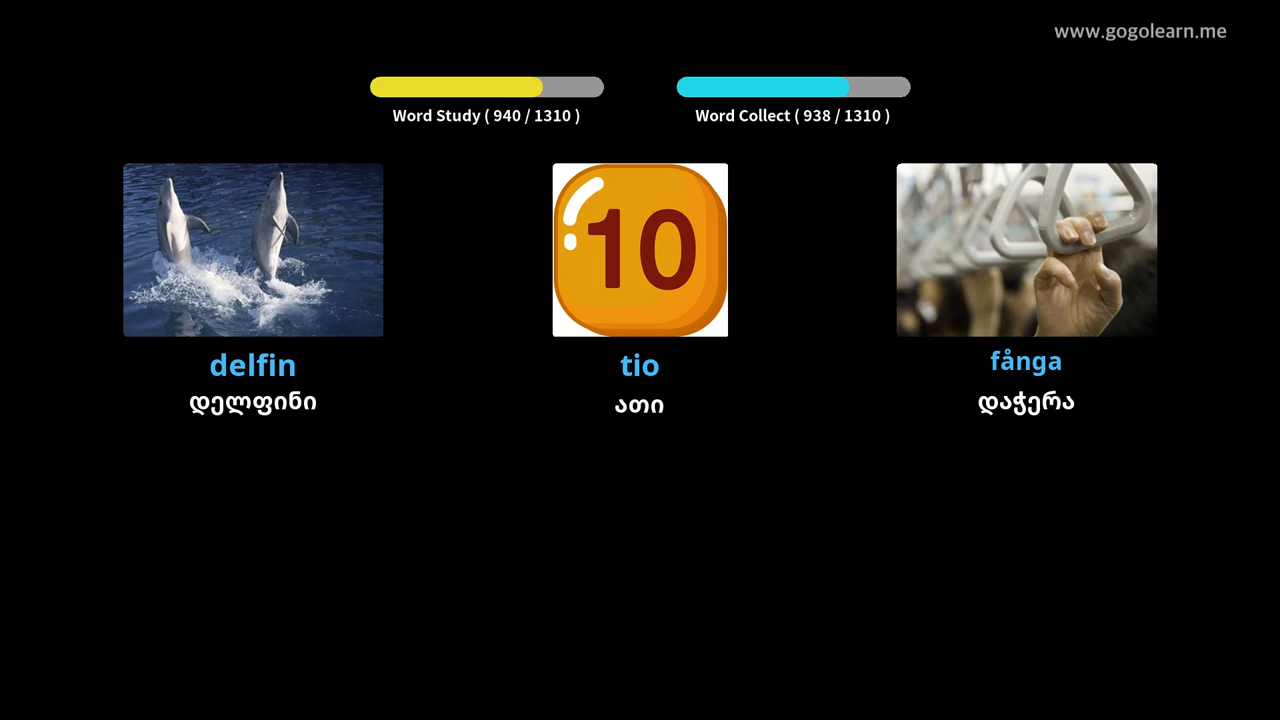 www.gogolearn.me
Word Study ( 940 / 1310 )
Word Collect ( 938 / 1310 )
10
delfin
tio
fånga
დელფინი
ათი
დაჭერა